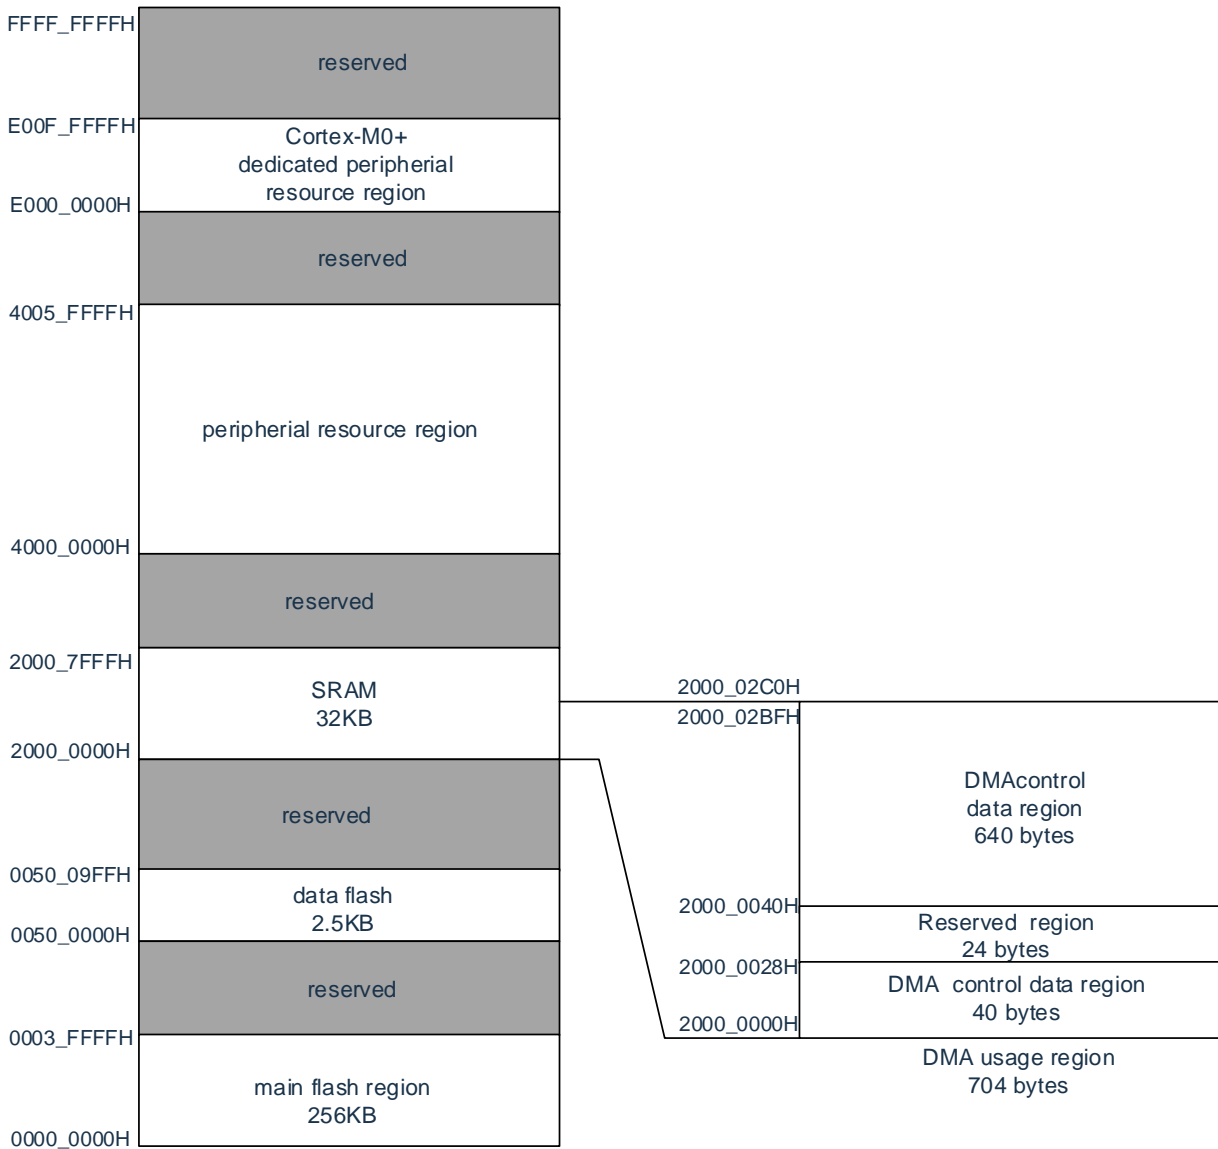 FFFF_FFFFH
reserved
E00F_FFFFH
Cortex-M0+
dedicated peripherial
resource region
E000_0000H
reserved
4005_FFFFH
peripherial resource region
4000_0000H
reserved
2000_7FFFH
SRAM
32KB
2000_0000H
reserved
0050_09FFH
data flash
2.5KB
0050_0000H
reserved
0003_FFFFH
main flash region
256KB
0000_0000H
2000_02C0H
2000_02BFH
DMAcontrol
data region
640 bytes
2000_0040H
Reserved region
24 bytes
2000_0028H
DMA control data region
40 bytes
2000_0000H
DMA usage region
704 bytes